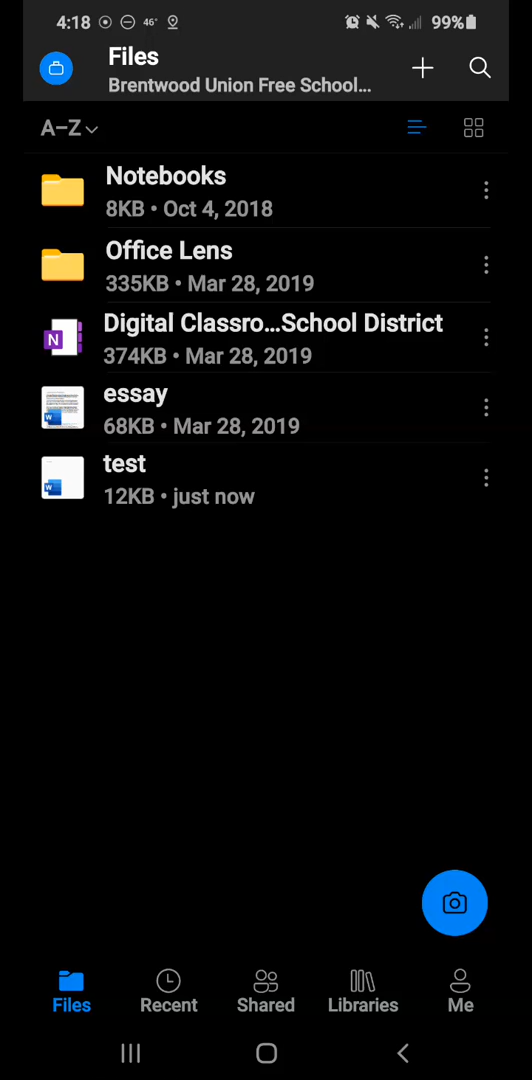 4:18 46° 99%
Files
Brentwood Union Free School...
A-Z
Notebooks
8KB • Oct 4, 2018
Office Lens
335KB • Mar 28, 2019
N
Digital Classro...School District
374KB • Mar 28, 2019
W
essay
68KB • Mar 28, 2019
W
test
12KB • just now
Files Recent Shared Libraries Me